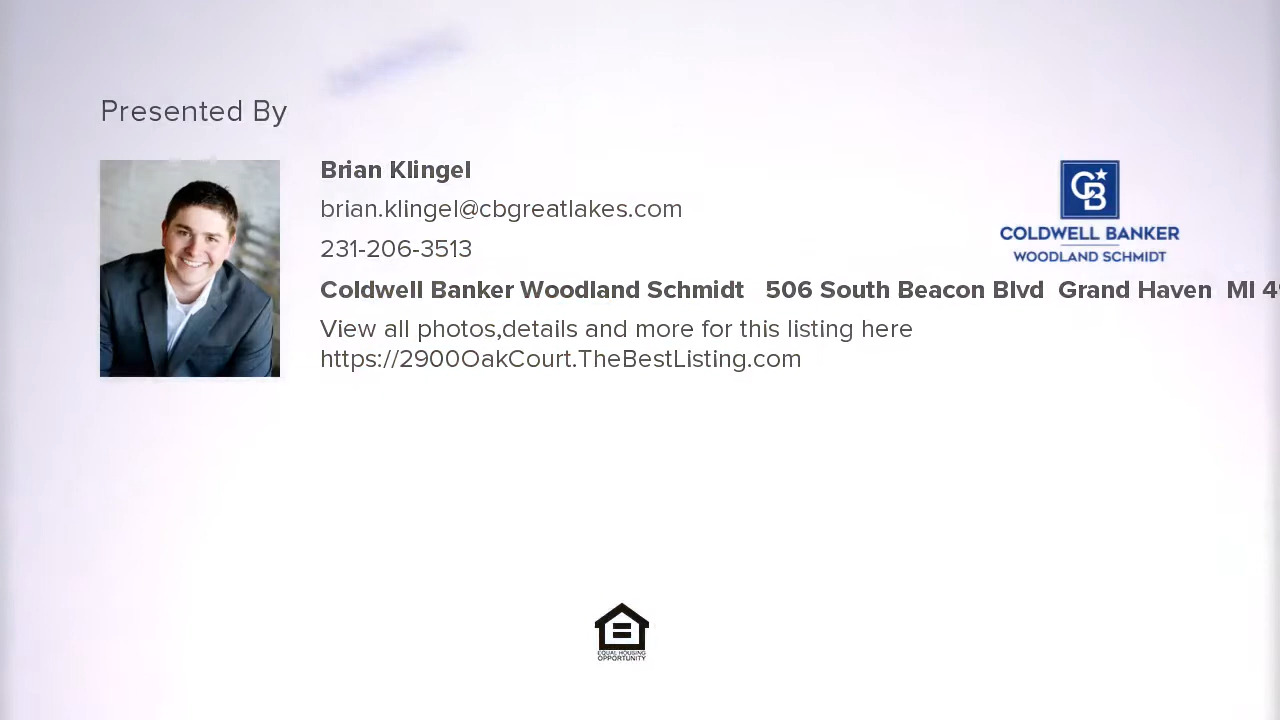 Presented By
Brian Klingel
brian.klingel@cbgreatlakes.com
231-206-3513
CB
COLDWELL BANKER
WOODLAND SCHMIDT
Coldwell Banker Woodland Schmidt 506 South Beacon Blvd Grand Haven MI
View all photos,details and more for this listing here
https://2900OakCourt.TheBestListing.com
EQUAL HOUSING
OPPORTUNITY